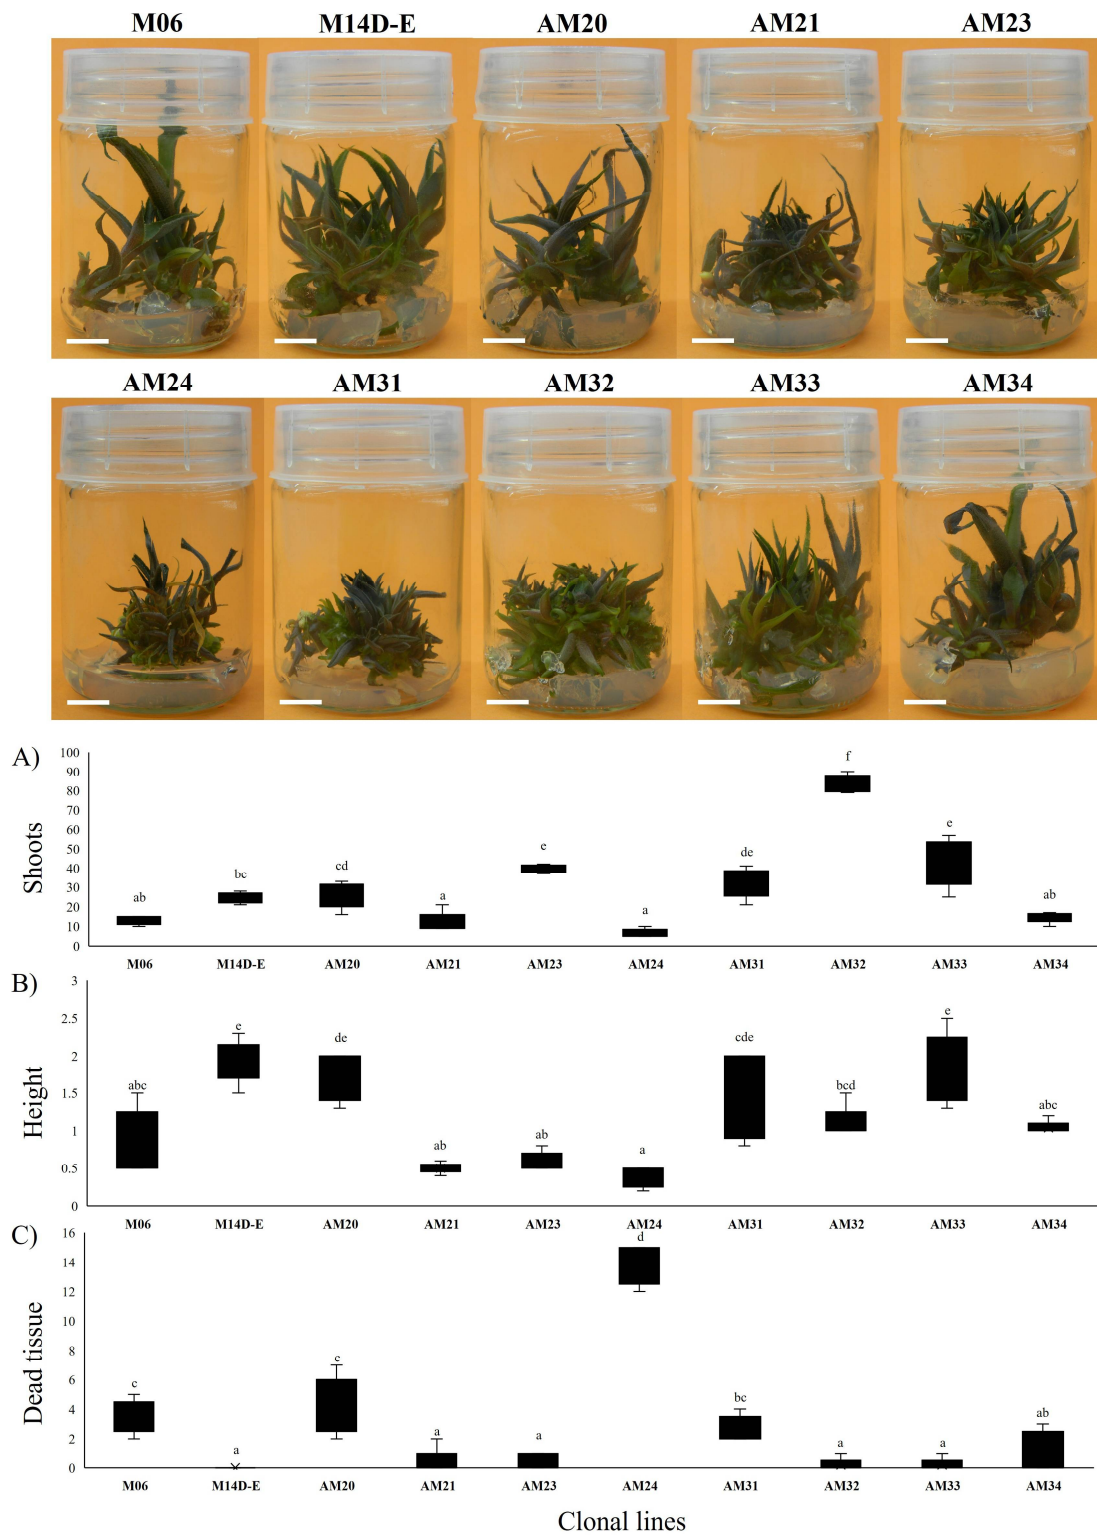 M06 M14D-E AM20 AM21 AM23
AM24 AM31 AM32 AM33 AM34
A)
Shoots
100
90
80
70
60
50
40
30
20
10
0
ab bc cd a e a de f e ab
M06 M14D-E AM20 AM21 AM23 AM24 AM31 AM32 AM33 AM34
B)
Height
3
2.5
2
1.5
1
0.5
0
abc e de ab ab a cde bcd e abc
M06 M14D-E AM20 AM21 AM23 AM24 AM31 AM32 AM33 AM34
C)
Dead tissue
16
14
12
10
8
6
4
2
0
c a c a a d bc a a ab
M06 M14D-E AM20 AM21 AM23 AM24 AM31 AM32 AM33 AM34
Clonal lines